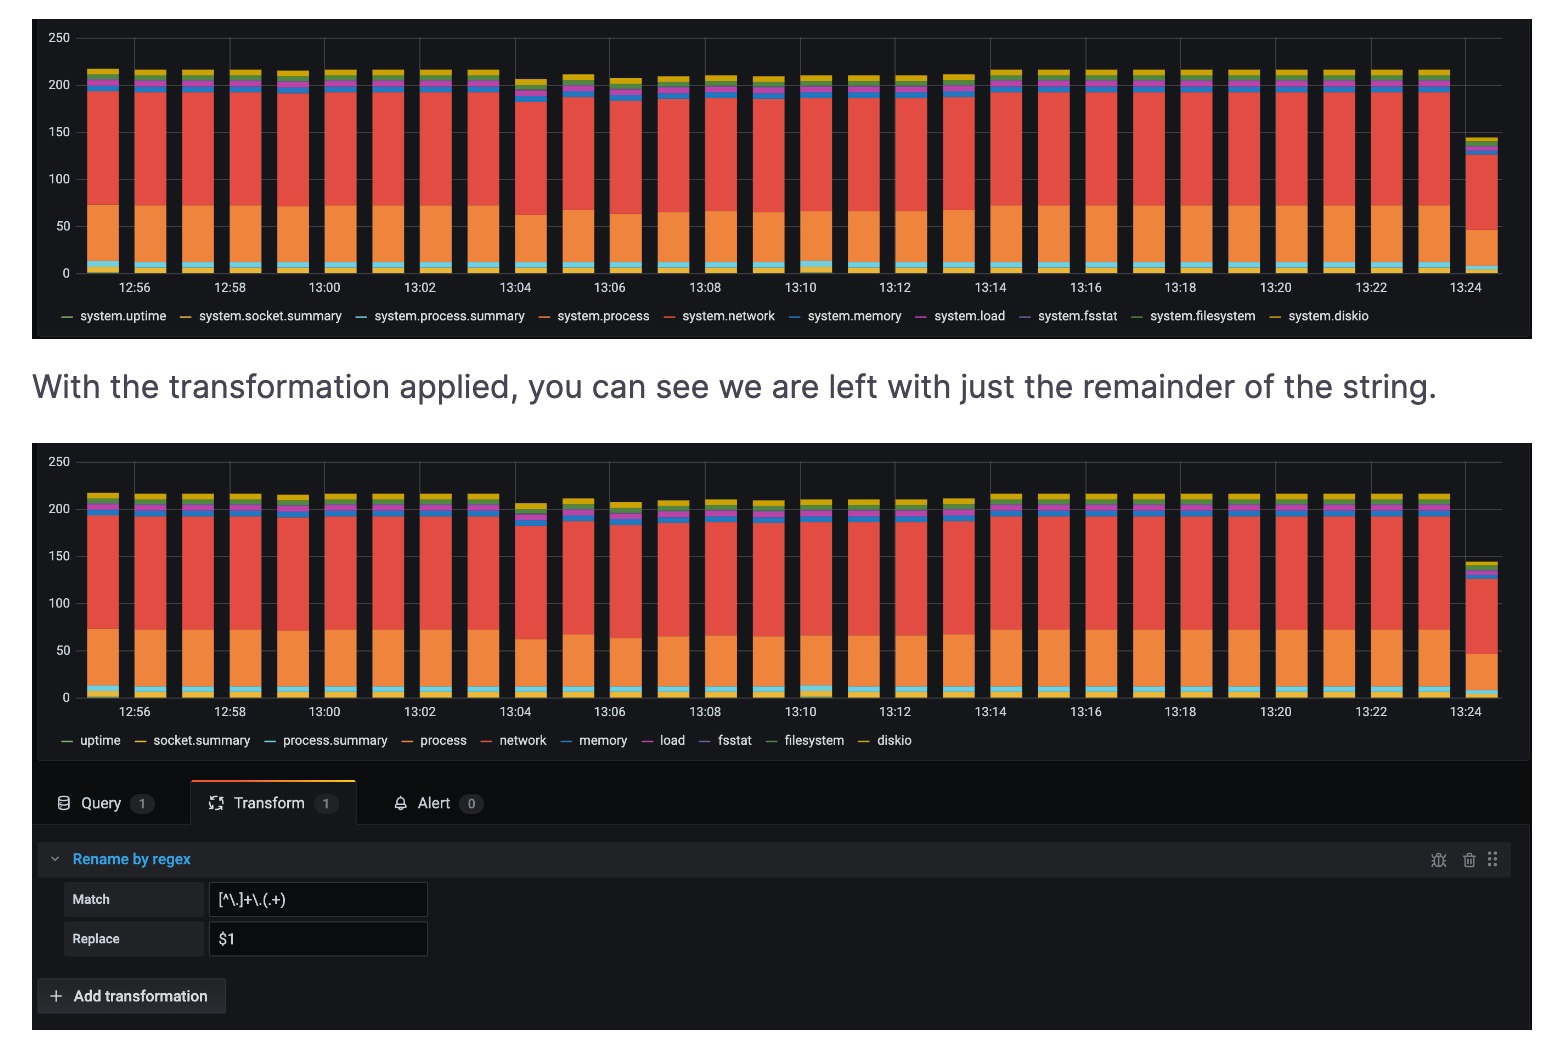 250
200
150
100
50
0
12:56 12:58 13:00 13:02 13:04 13:06 13:08 13:10 13:12 13:14 13:16 13:18 13:20 13:22 13:24
system.uptime system.socket.summary system.process.summary system.process system.network system.memory system.load system.fsstat system.filesystem system.diskio
With the transformation applied, you can see we are left with just the remainder of the string.
250
200
150
100
50
0
12:56 12:58 13:00 13:02 13:04 13:06 13:08 13:10 13:12 13:14 13:16 13:18 13:20 13:22 13:24
uptime socket.summary process.summary process network memory load fsstat filesystem diskio
Query 1 Transform 1 Alert 0
Rename by regex
Match [^\.]+\.(.+)
Replace $1
+ Add transformation